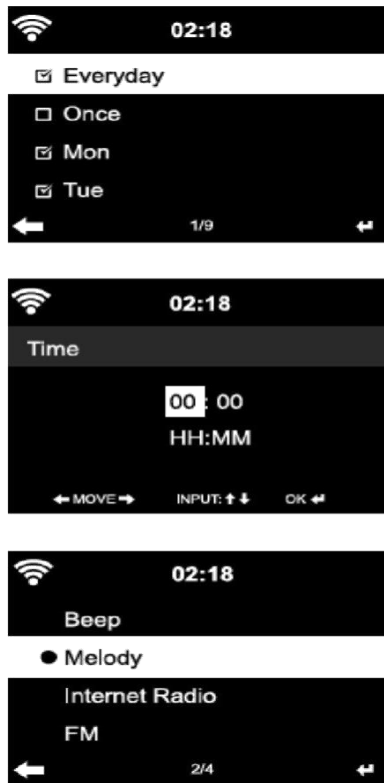 02:18
Everyday
Once
Mon
Tue
1/9
02:18
Time
00 : 00
HH:MM
MOVE INPUT: OK
02:18
Beep
Melody
Internet Radio
FM
2/4